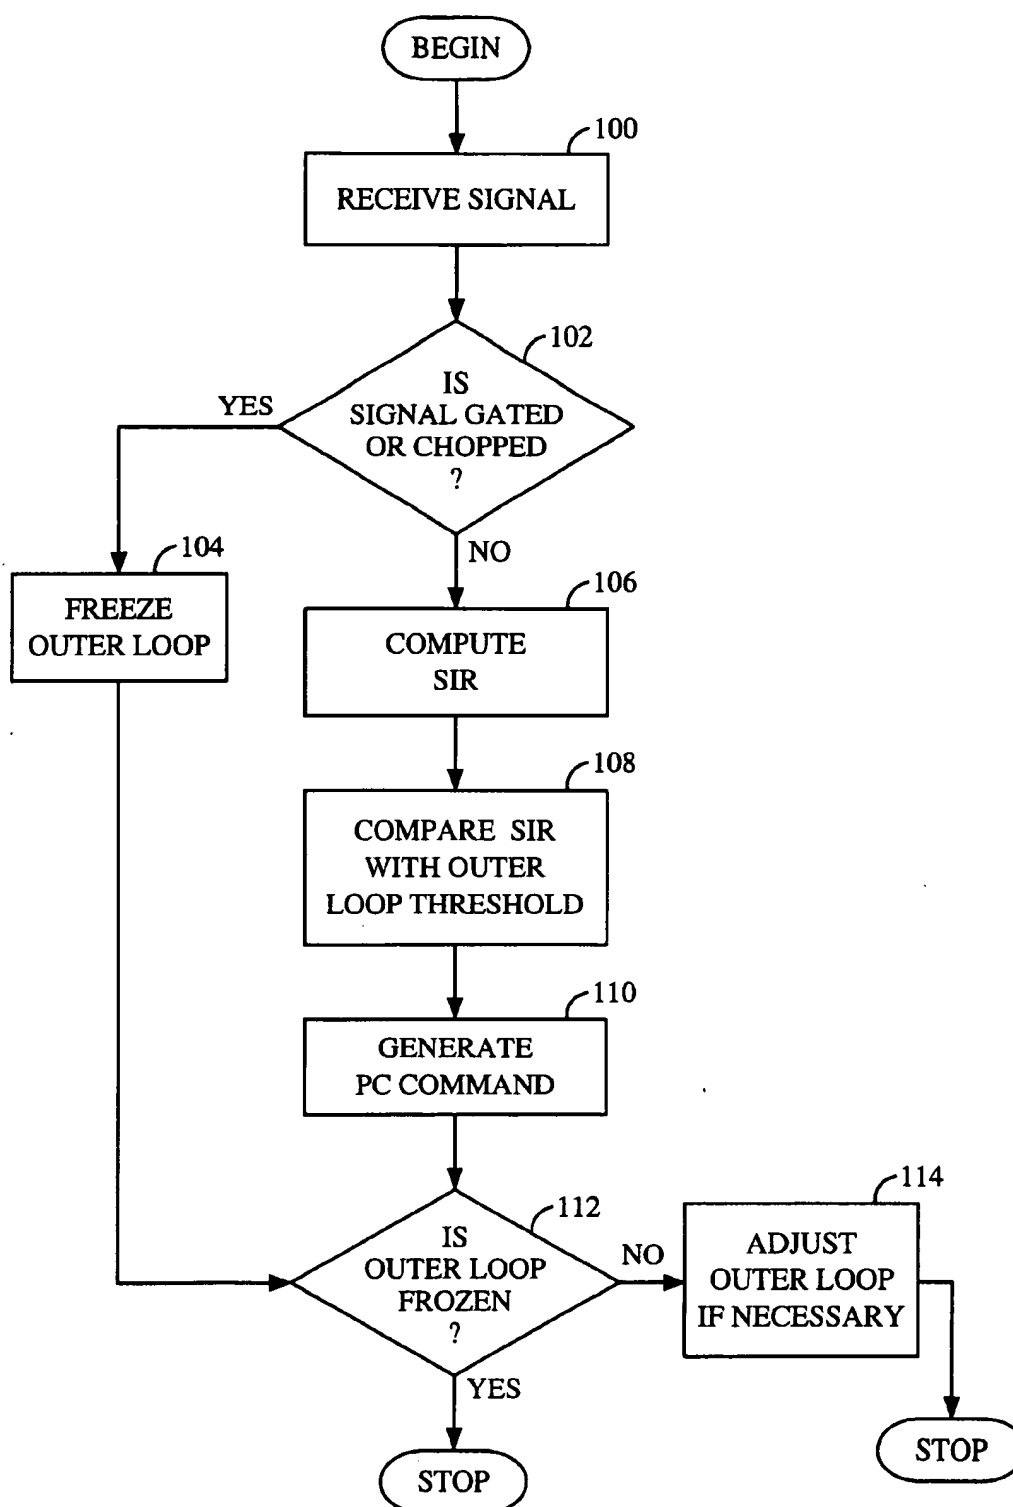 BEGIN
100
RECEIVE SIGNAL
102
IS
SIGNAL GATED
OR CHOPPED
?
YES
NO
104
FREEZE
OUTER LOOP
106
COMPUTE
SIR
108
COMPARE SIR
WITH OUTER
LOOP THRESHOLD
110
GENERATE
PC COMMAND
112
IS
OUTER LOOP
FROZEN
?
NO
YES
114
ADJUST
OUTER LOOP
IF NECESSARY
STOP
STOP